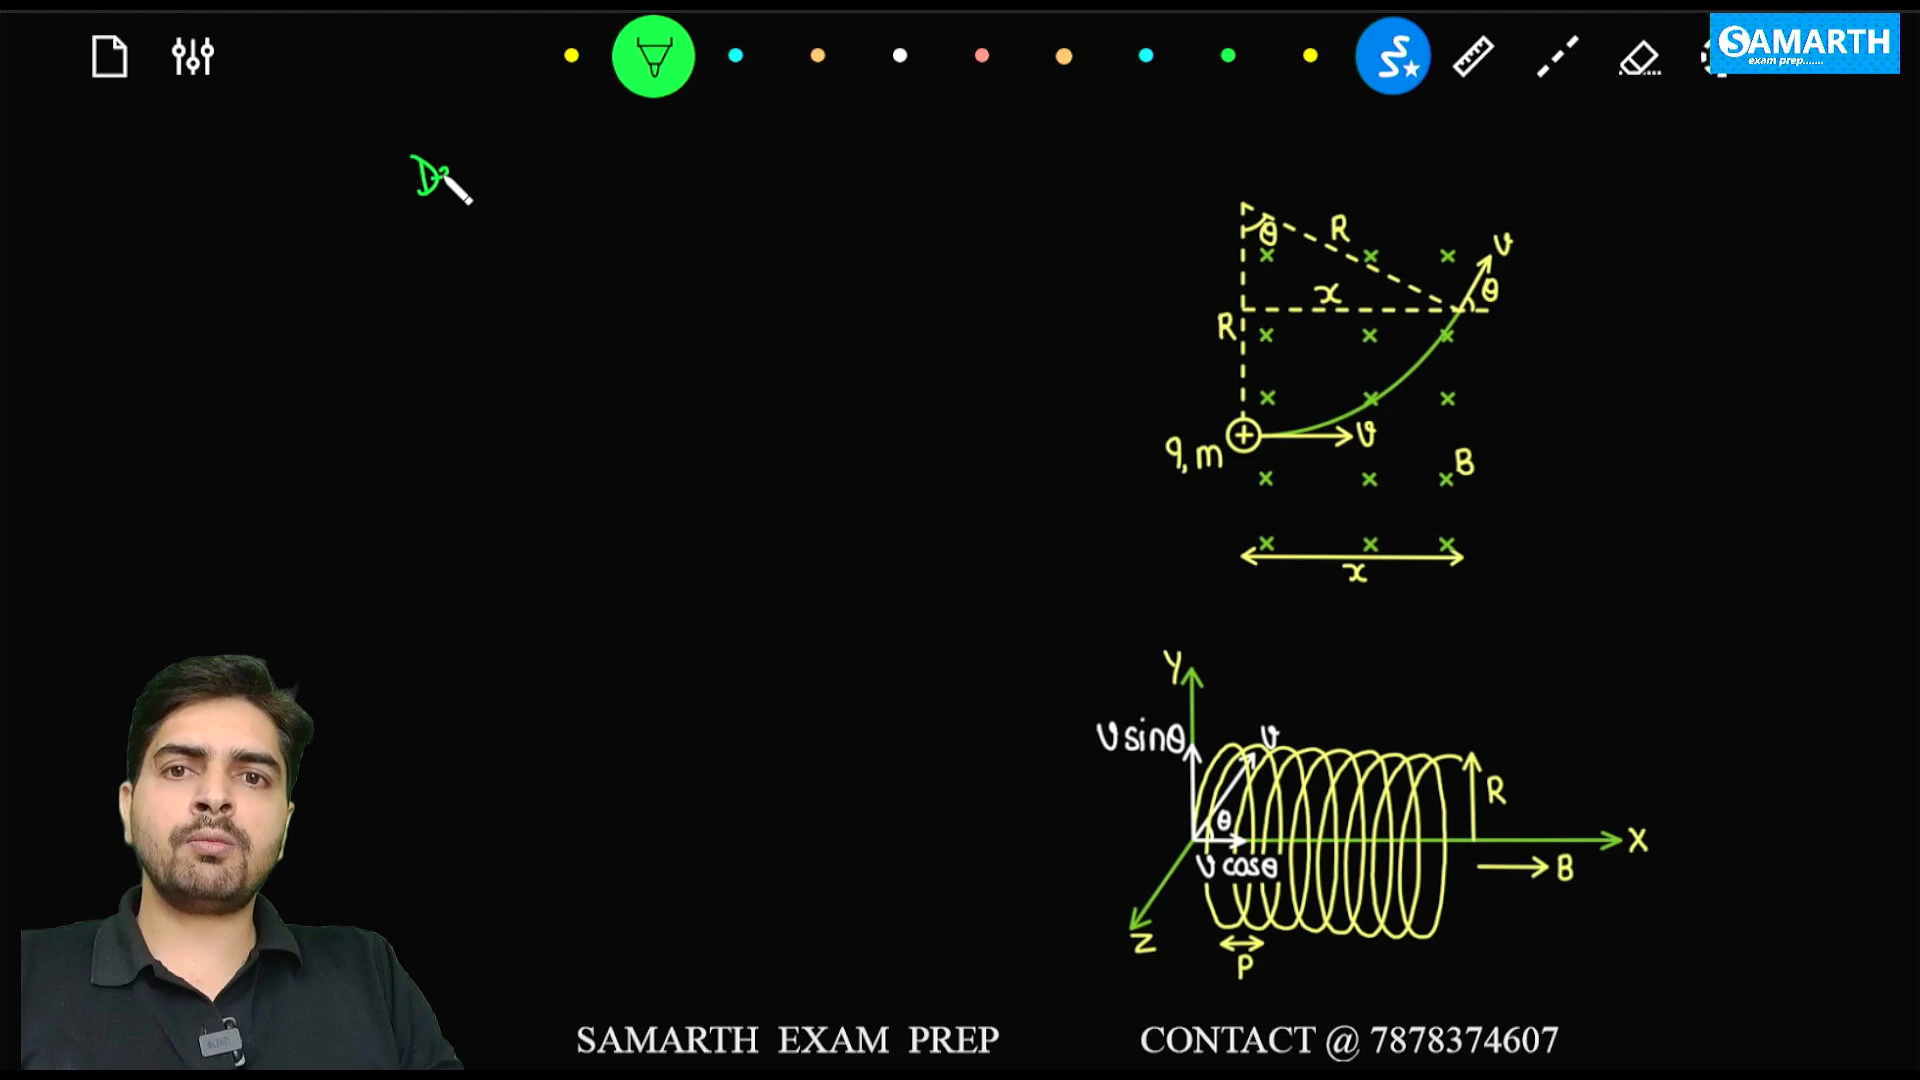 SAMARTH
exam prep......
D
θ
R
v
θ
x
R
v
q, m
B
x
Y
v sinθ
v
R
θ
X
v cosθ
B
Z
P
SAMARTH EXAM PREP
CONTACT @ 7878374607